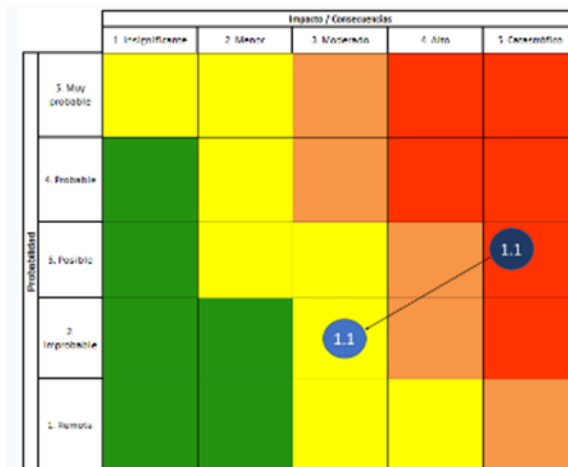 Impacto / Consecuencias
1. Insignificante
2. Menor
3. Moderado
4. Alto
5. Catastrófico
Probabilidad
5. Muy
probable
4. Probable
3. Posible
1.1
2.
Improbable
1.1
1. Remota